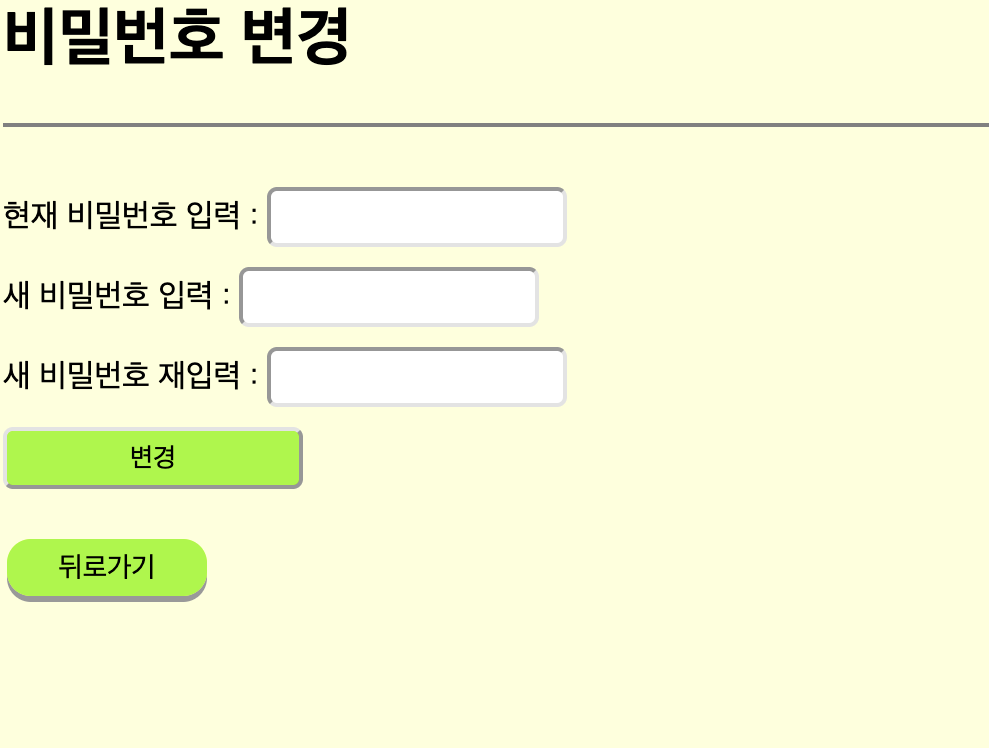 비밀번호 변경
현재 비밀번호 입력 :
새 비밀번호 입력 :
새 비밀번호 재입력 :
변경
뒤로가기